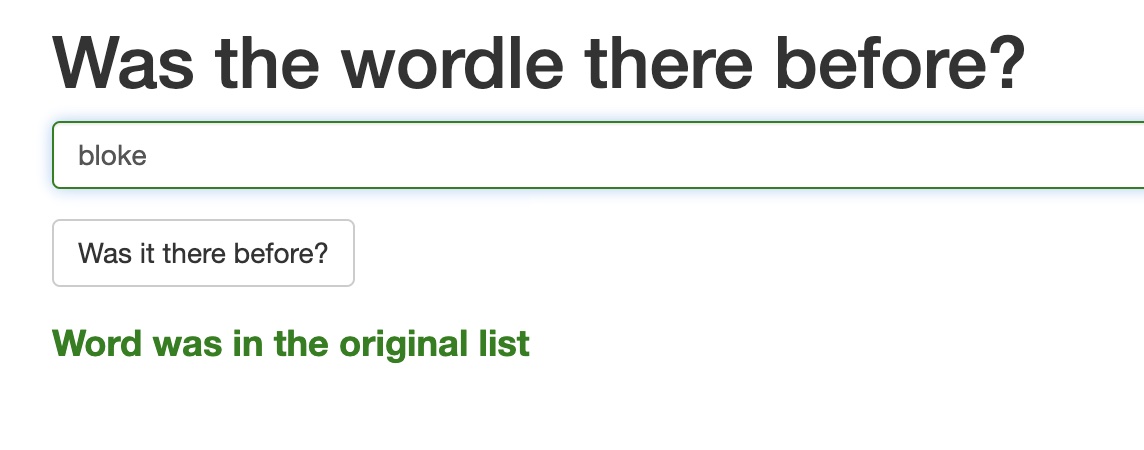 Was the wordle there before?
bloke
Was it there before?
Word was in the original list